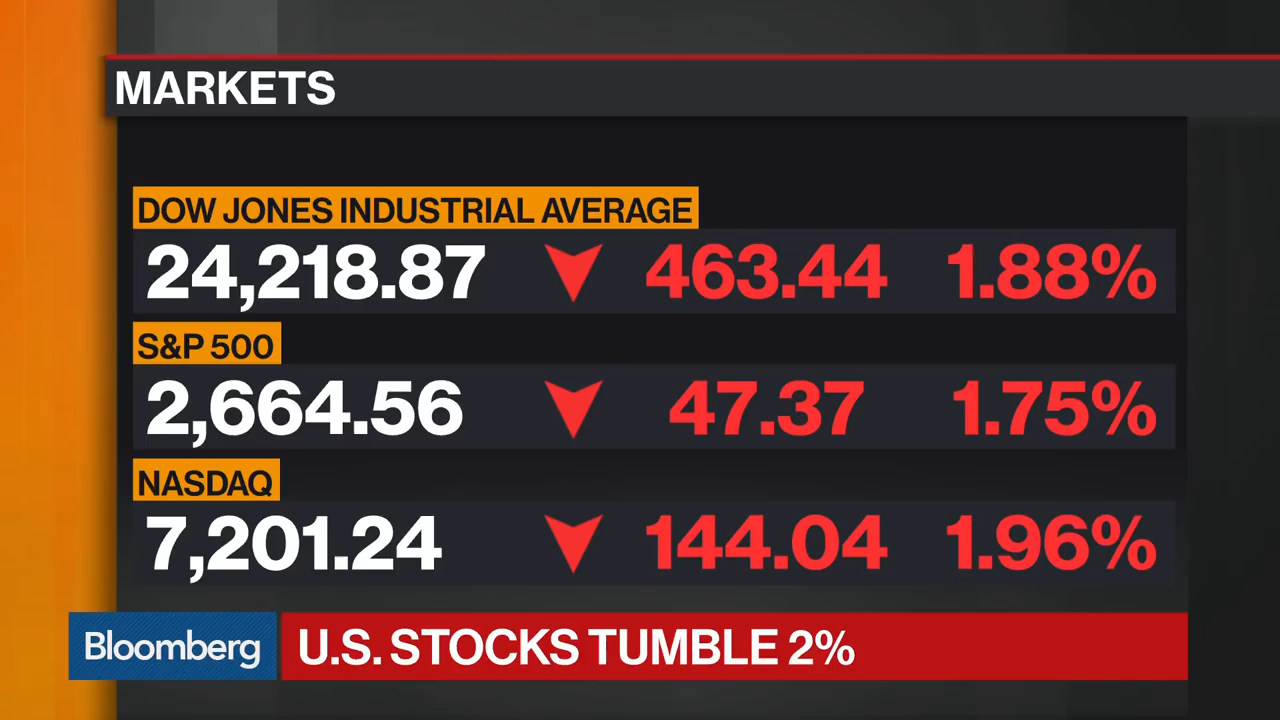 MARKETS
DOW JONES INDUSTRIAL AVERAGE
24,218.87 463.44 1.88%
S&P 500
2,664.56 47.37 1.75%
NASDAQ
7,201.24 144.04 1.96%
Bloomberg U.S. STOCKS TUMBLE 2%